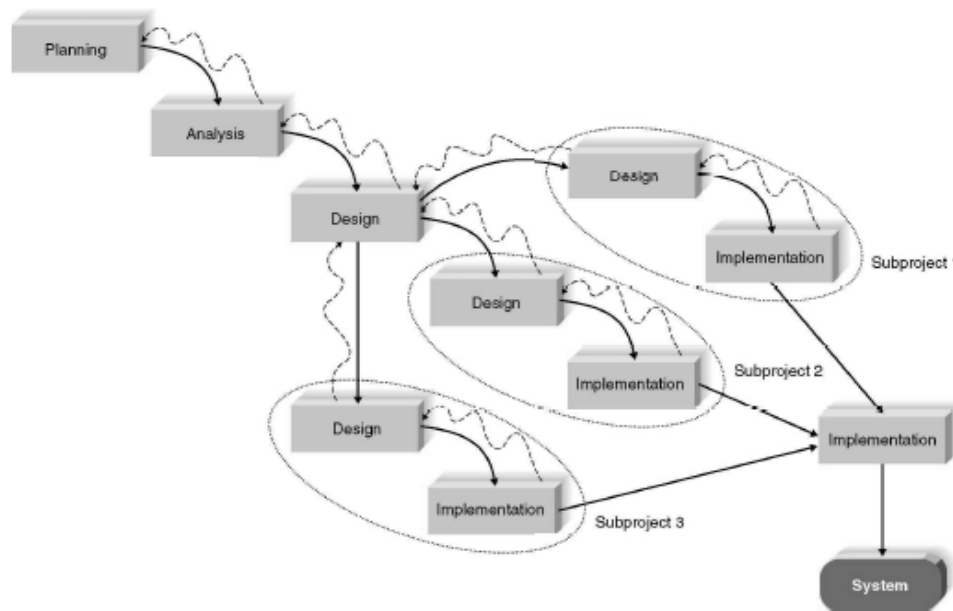 Planning
Analysis
Design
Design
Implementation
Subproject
Design
Implementation
Subproject 2
Design
Implementation
Subproject 3
Implementation
System